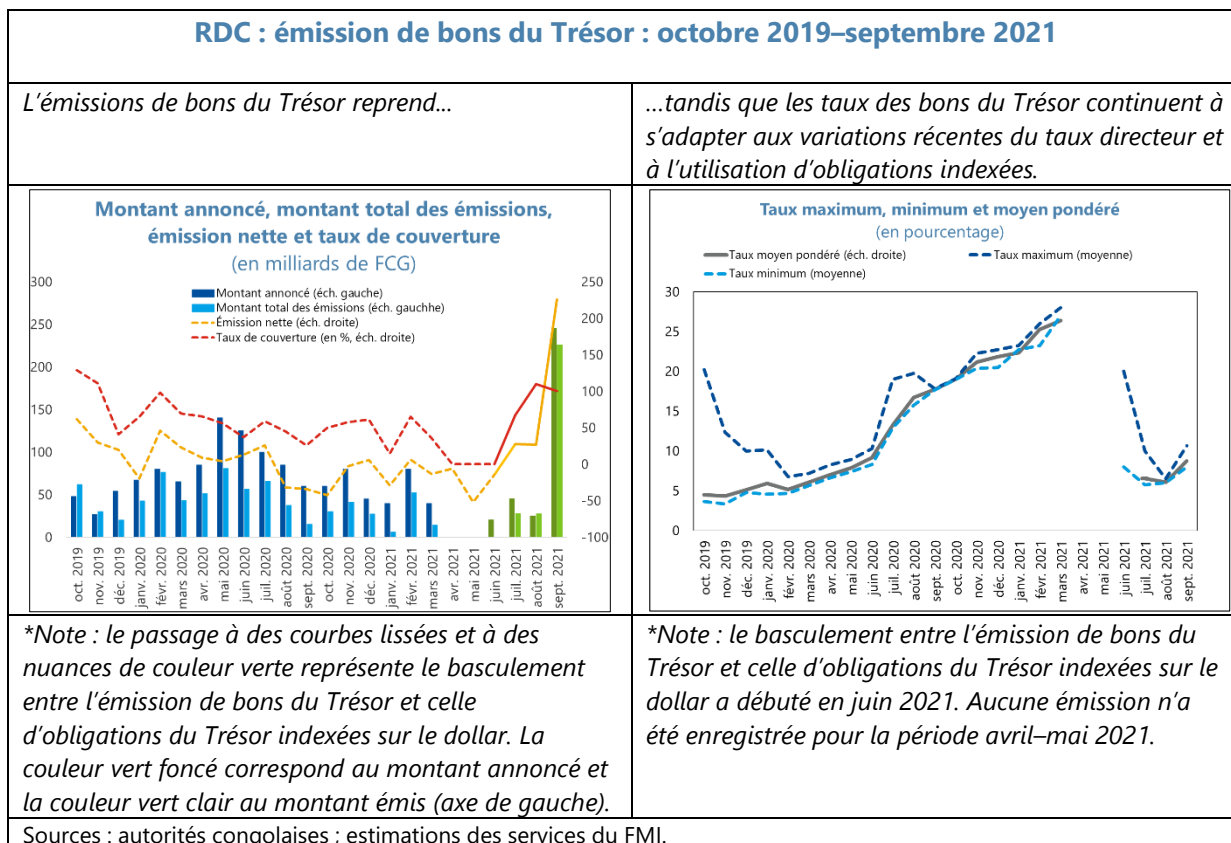 RDC : émission de bons du Trésor : octobre 2019–septembre 2021
L’émissions de bons du Trésor reprend...
...tandis que les taux des bons du Trésor continuent à
s’adapter aux variations récentes du taux directeur et
à l’utilisation d’obligations indexées.
Montant annoncé, montant total des émissions,
émission nette et taux de couverture
(en milliards de FCG)
300
250
200
150
100
50
0
250
200
150
100
50
0
-50
-100
Montant annoncé (éch. gauche)
Montant total des émissions (éch. gauchhe)
Émission nette (éch. droite)
Taux de couverture (en %, éch. droite)
oct. 2019
nov. 2019
déc. 2019
janv. 2020
févr. 2020
mars 2020
avr. 2020
mai 2020
juin 2020
juil. 2020
août 2020
sept. 2020
oct. 2020
nov. 2020
déc. 2020
janv. 2021
févr. 2021
mars 2021
avr. 2021
mai 2021
juin 2021
juil. 2021
août 2021
sept. 2021
Taux maximum, minimum et moyen pondéré
(en pourcentage)
Taux moyen pondéré (éch. droite)
Taux maximum (moyenne)
Taux minimum (moyenne)
30
25
20
15
10
5
0
oct. 2019
nov. 2019
déc. 2019
janv. 2020
févr. 2020
mars 2020
avr. 2020
mai 2020
juin 2020
juil. 2020
août 2020
sept. 2020
oct. 2020
nov. 2020
déc. 2020
janv. 2021
févr. 2021
mars 2021
avr. 2021
mai 2021
juin 2021
juil. 2021
août 2021
sept. 2021
*Note : le passage à des courbes lissées et à des
nuances de couleur verte représente le basculement
entre l’émission de bons du Trésor et celle
d’obligations du Trésor indexées sur le dollar. La
couleur vert foncé correspond au montant annoncé et
la couleur vert clair au montant émis (axe de gauche).
*Note : le basculement entre l’émission de bons du
Trésor et celle d’obligations du Trésor indexées sur le
dollar a débuté en juin 2021. Aucune émission n’a
été enregistrée pour la période avril–mai 2021.
Sources : autorités congolaises ; estimations des services du FMI.